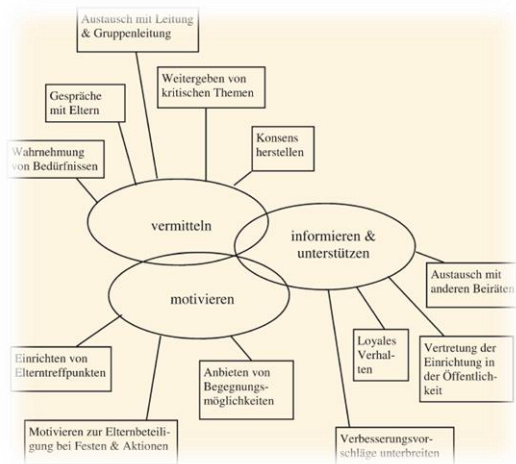 Austausch mit Leitung
& Gruppenleitung
Weitergeben von
kritischen Themen
Gespräche
mit Eltern
Konsens
herstellen
Wahrnehmung
von Bedürfnissen
vermitteln
informieren &
unterstützen
motivieren
Austausch mit
anderen Beiräten
Loyales
Verhal-
ten
Vertretung der
Einrichtung in
der Öffentlich-
keit
Einrichten von
Elterntreffpunkten
Anbieten von
Begegnungs-
möglichkeiten
Motivieren zur Elternbeteili-
gung bei Festen & Aktionen
Verbesserungsvor-
schläge unterbreiten